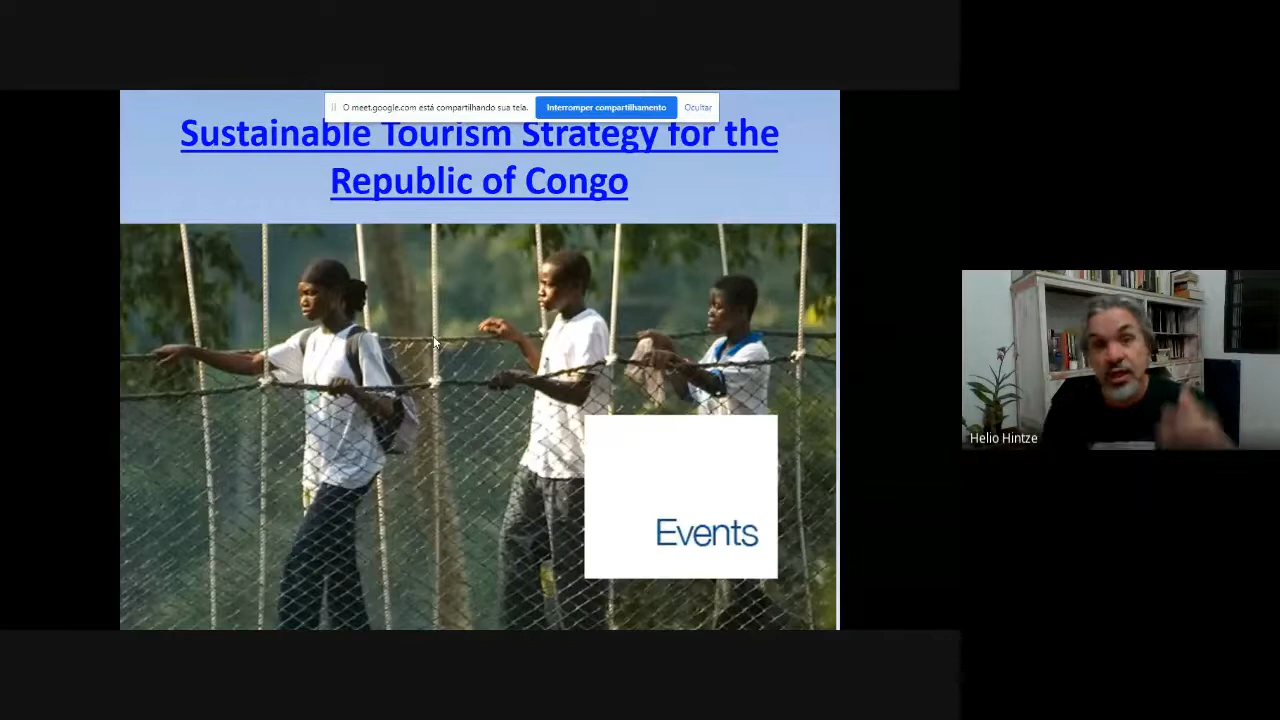 O meet.google.com está compartilhando sua tela.
Interromper compartilhamento
Ocultar
Sustainable Tourism Strategy for the
Republic of Congo
Events
Helio Hintze